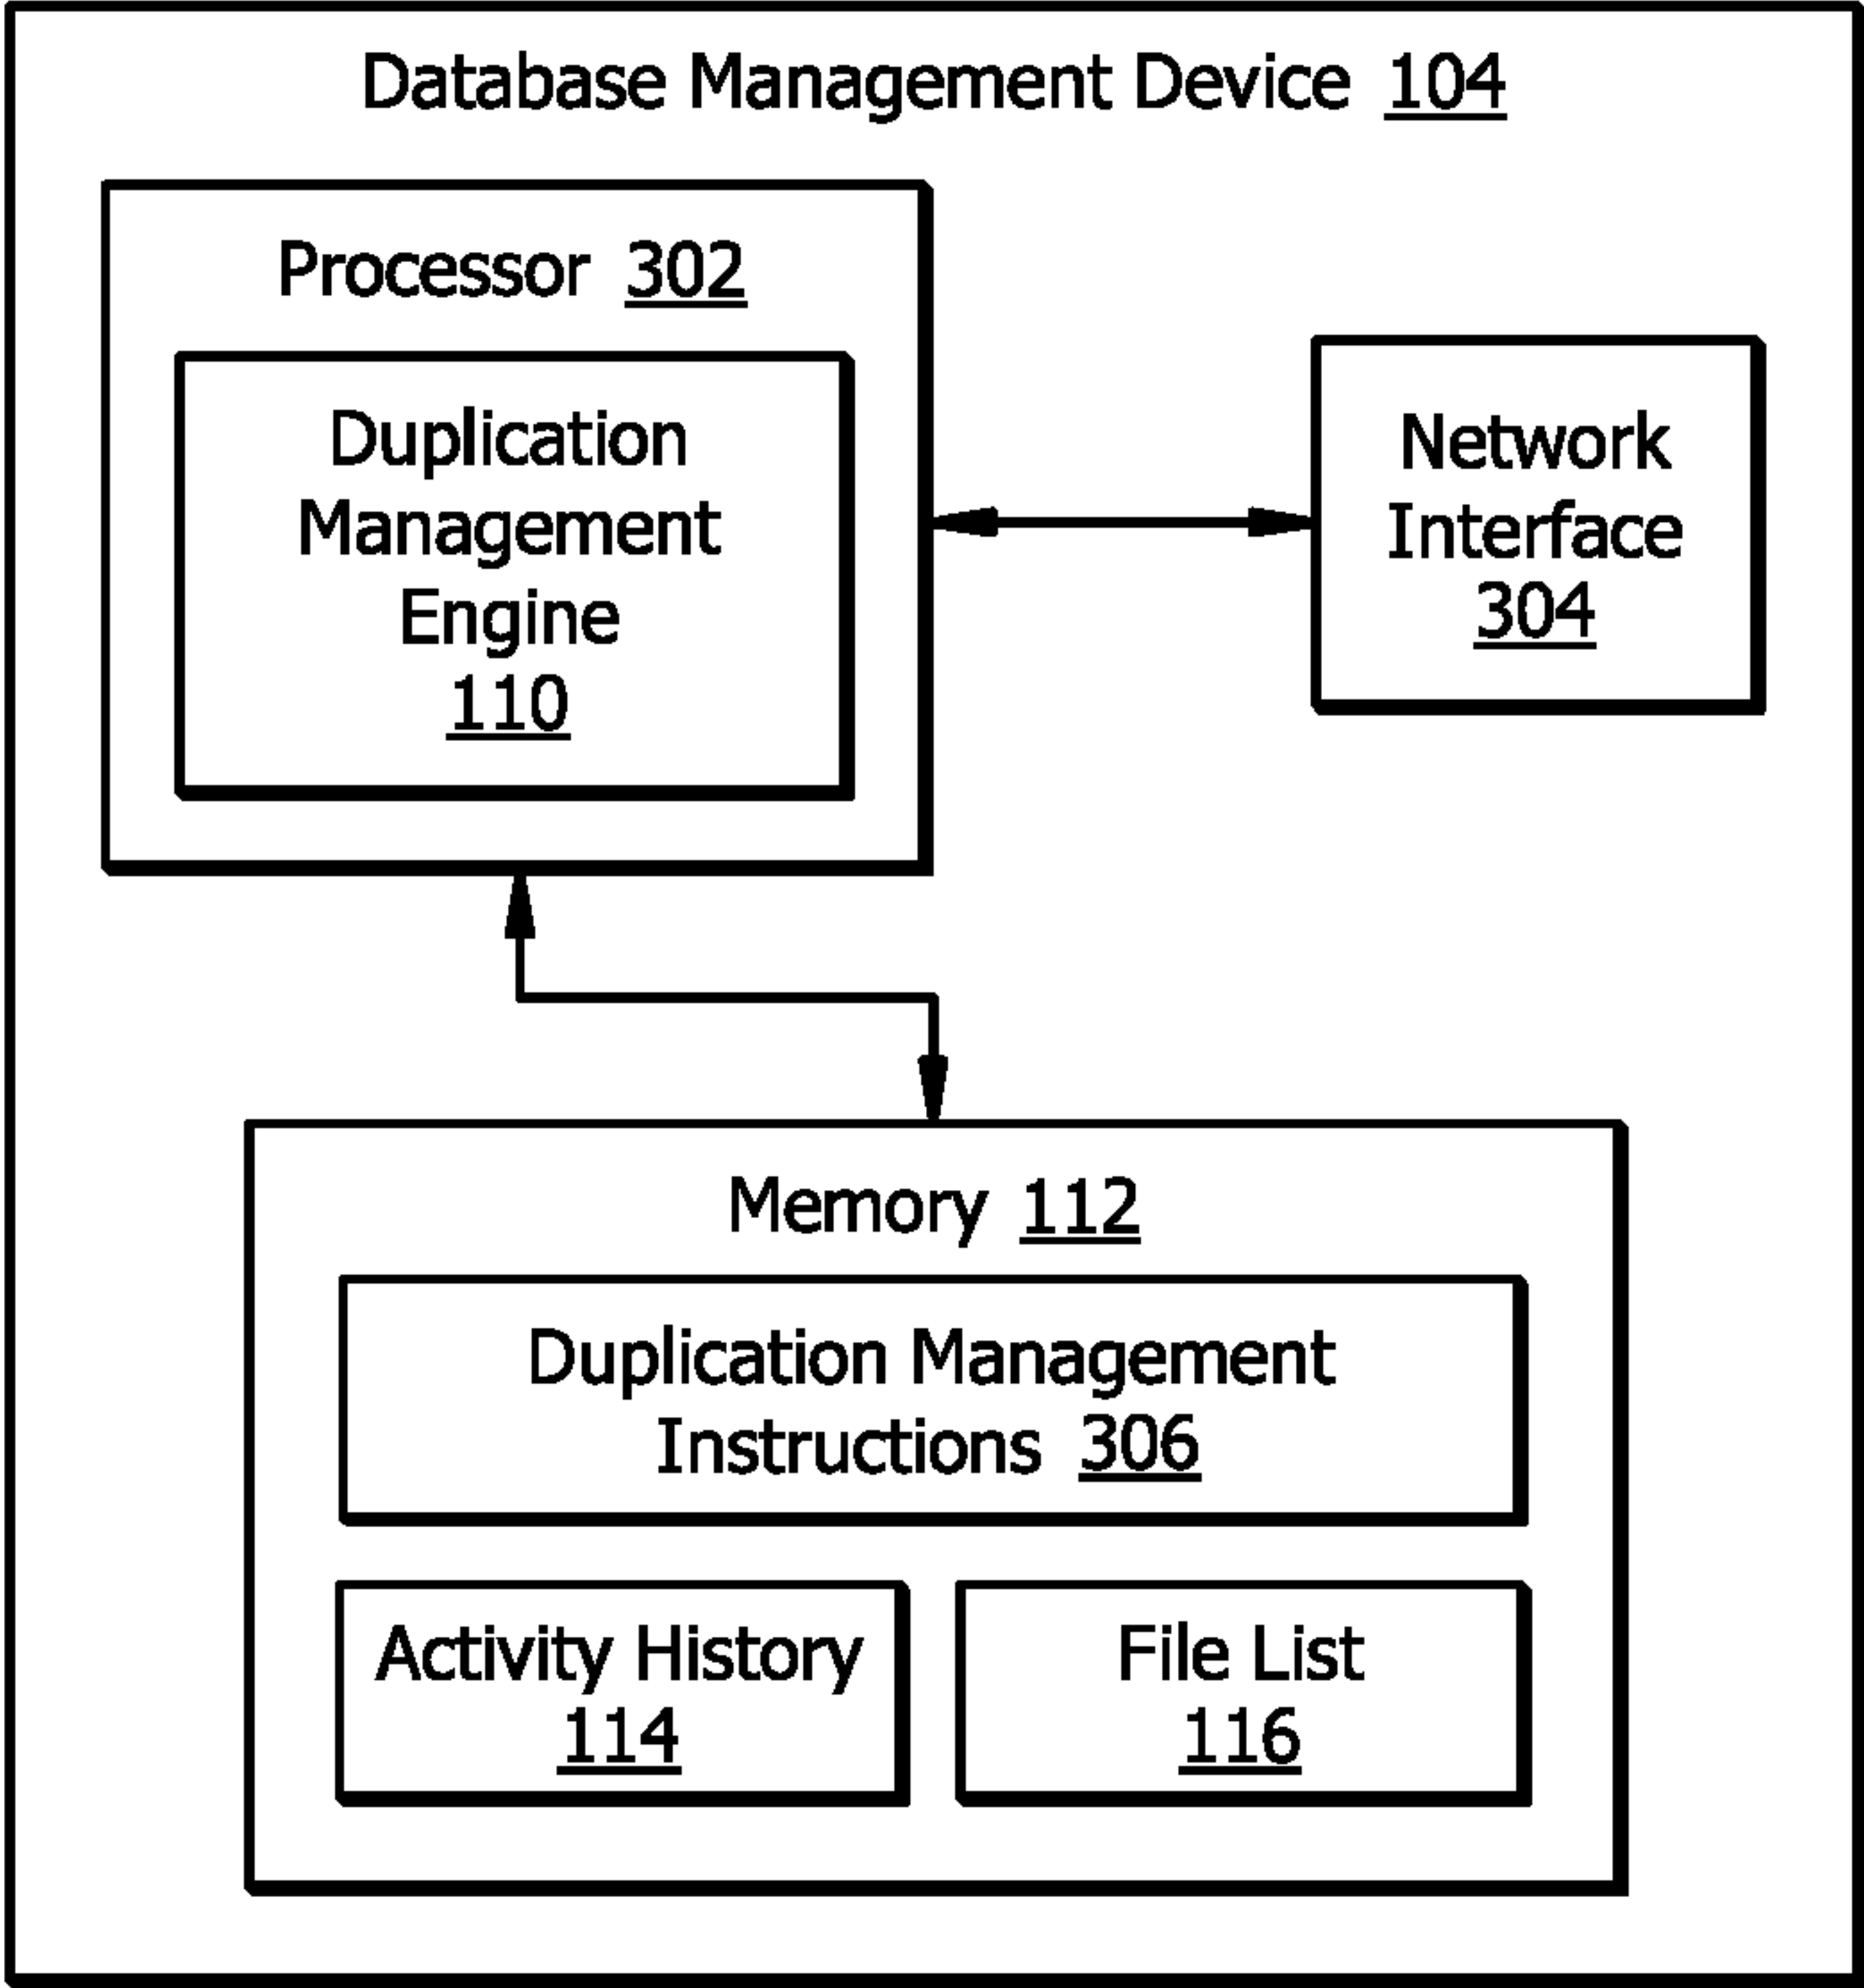 Database Management Device 104
Processor 302
Duplication
Management
Engine
110
Network
Interface
304
Memory 112
Duplication Management
Instructions 306
Activity History
114
File List
116